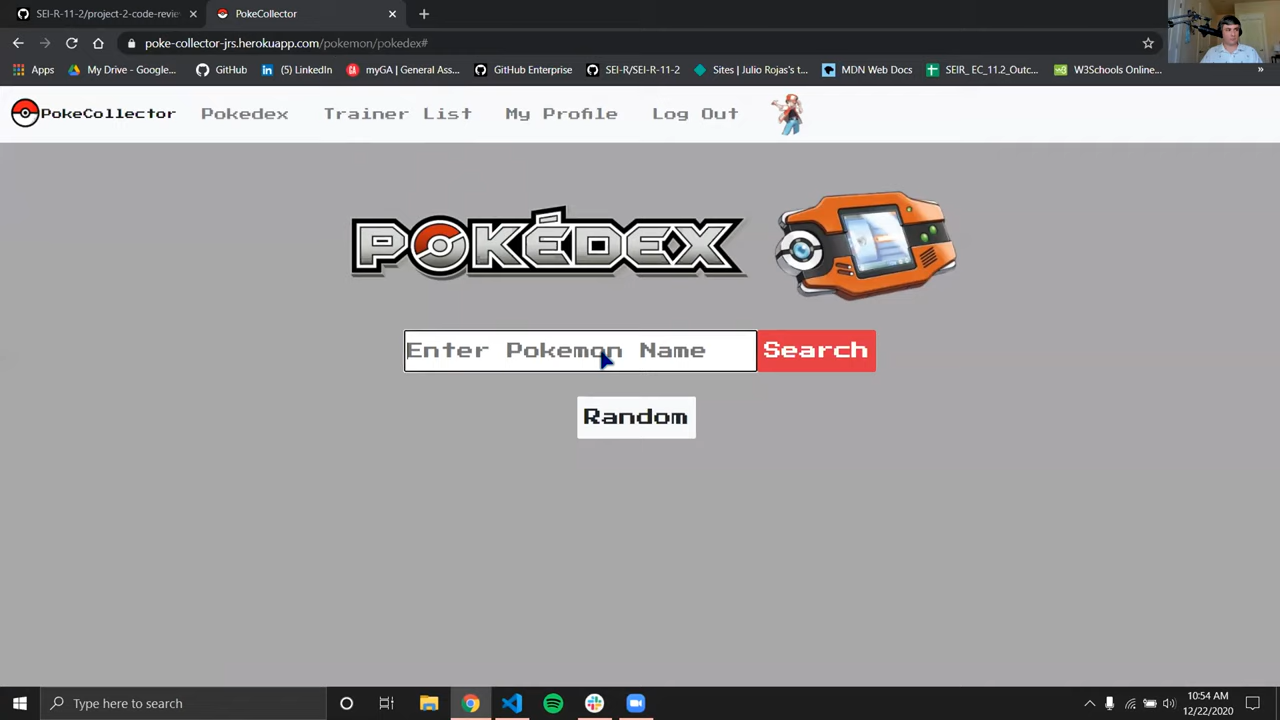 SEI-R-11-2/project-2-code-revie
PokeCollector
poke-collector-jrs.herokuapp.com/pokemon/pokedex#
Apps
My Drive - Google...
GitHub
(5) LinkedIn
myGA | General Ass...
GitHub Enterprise
SEI-R/SEI-R-11-2
Sites | Julio Rojas's t...
MDN Web Docs
SEIR_EC_11.2_Outc...
W3Schools Online...
»
PokeCollector
Pokedex
Trainer List
My Profile
Log Out
POKÉDEX
Enter Pokemon Name
Search
Random
Type here to search
10:54 AM
12/22/2020